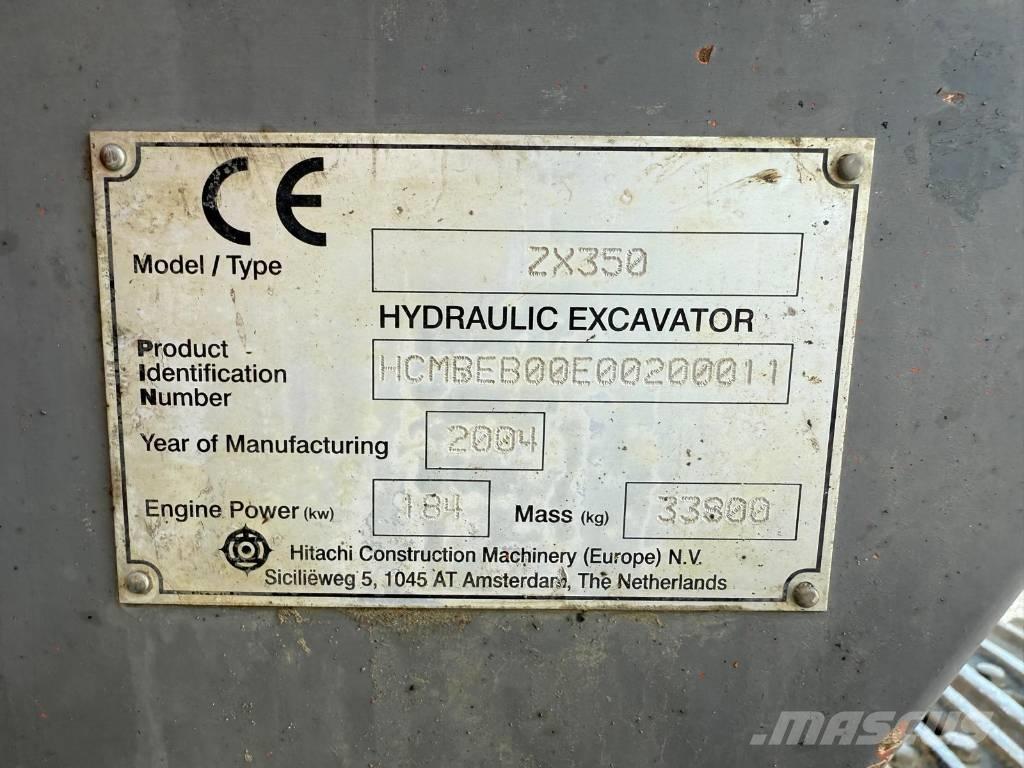 CE
Model / Type ZX350
HYDRAULIC EXCAVATOR
Product
Identification HCMBEB00E00200011
Number
Year of Manufacturing 2004
Engine Power (kw) 184 Mass (kg) 33800
Hitachi Construction Machinery (Europe) N.V.
Siciliëweg 5, 1045 AT Amsterdam, The Netherlands
MASCUS